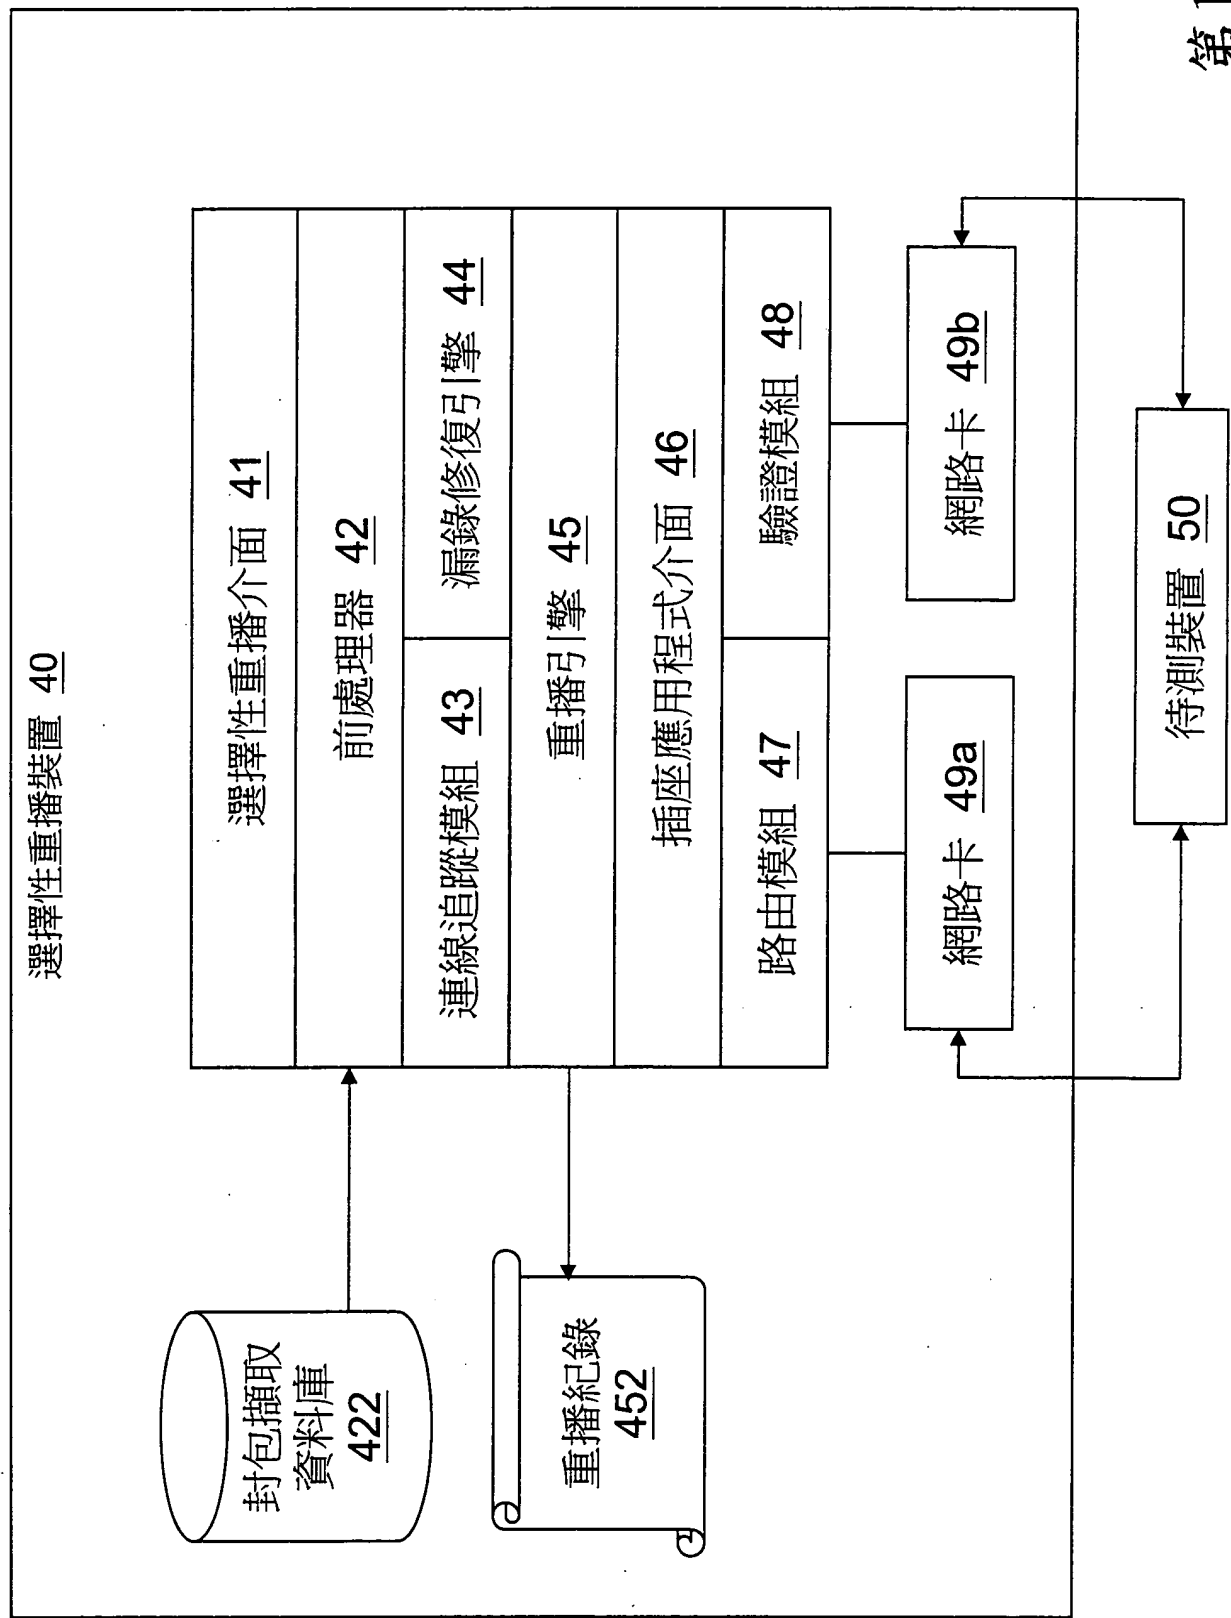 選擇性重播裝置 40
封包擷取
資料庫
422
重播紀錄
452
選擇性重播介面 41
前處理器 42
連線追蹤模組 43
漏錄修復引擎 44
重播引擎 45
插座應用程式介面 46
路由模組 47
驗證模組 48
網路卡 49a
網路卡 49b
待測裝置 50
第